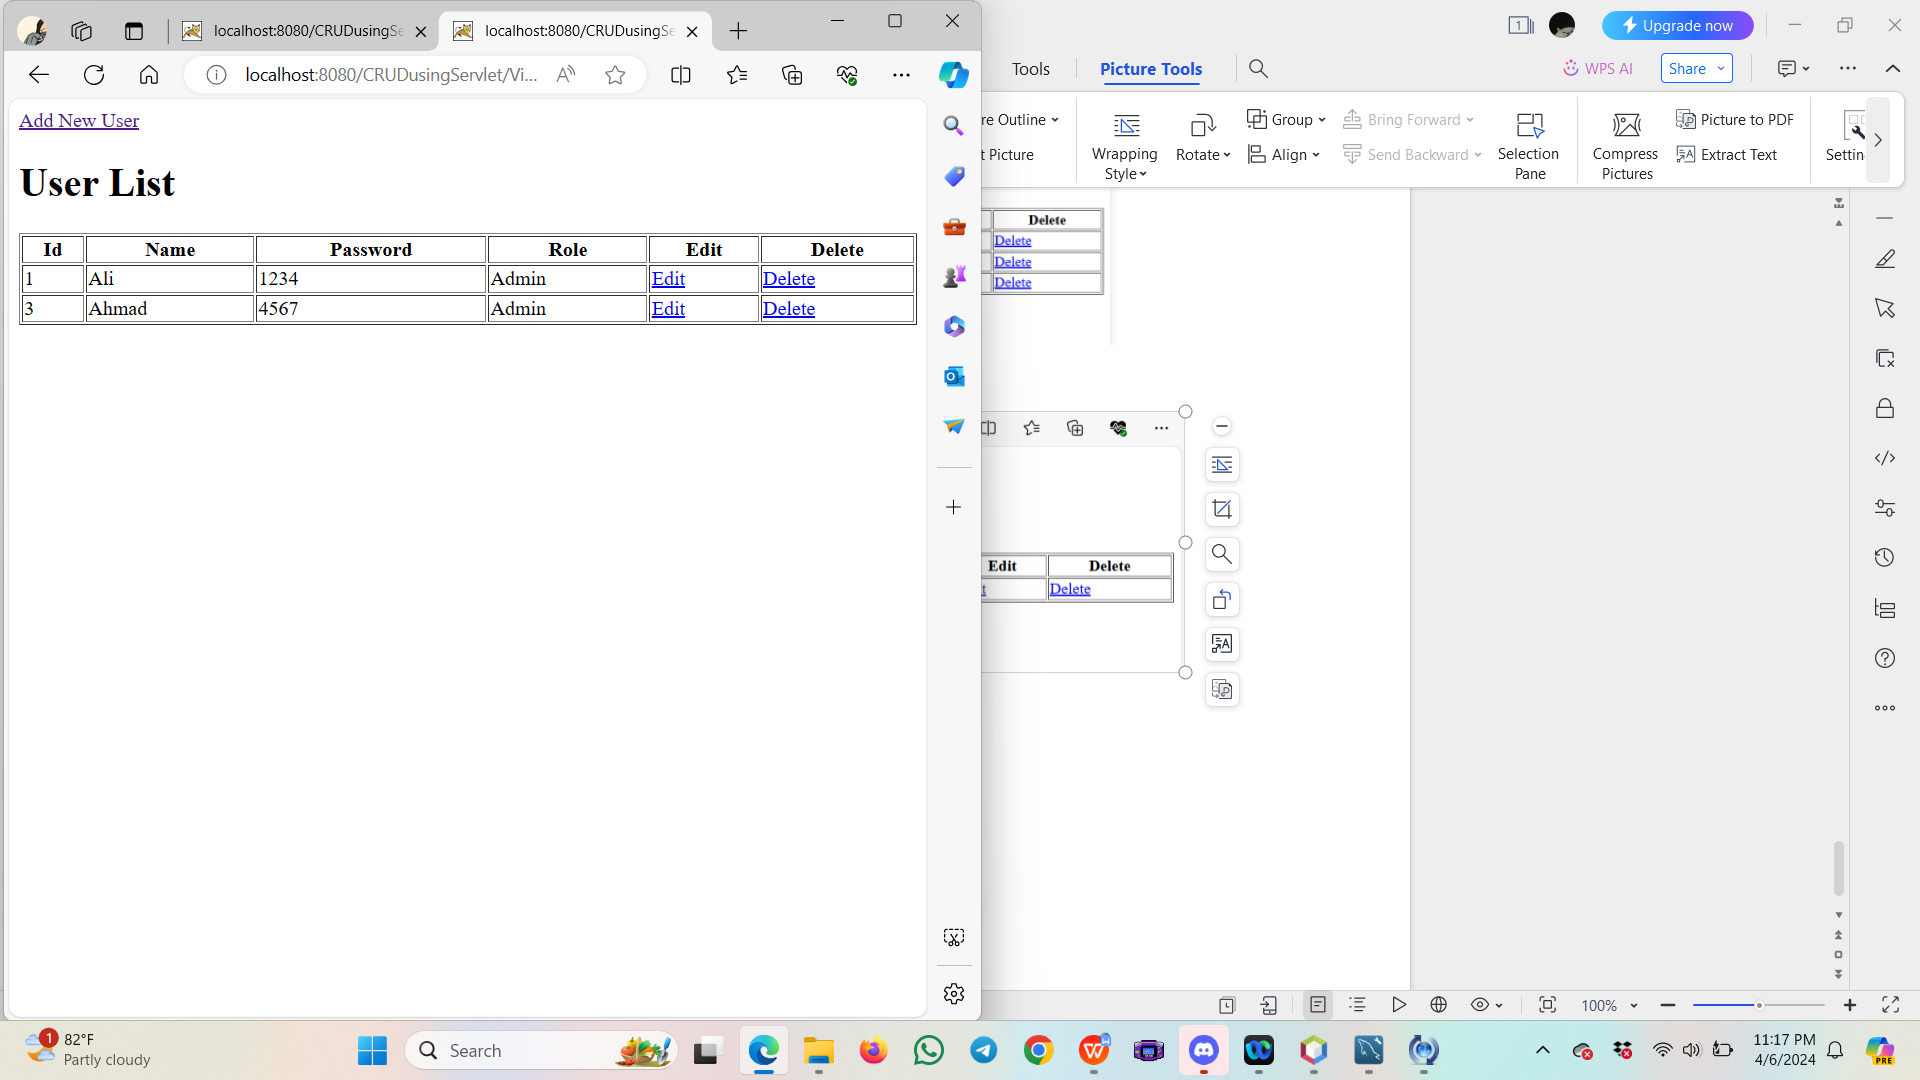 localhost:8080/CRUDusingSe
localhost:8080/CRUDusingSe
localhost:8080/CRUDusingServlet/Vi...
Add New User
User List
Id Name Password Role Edit Delete
1 Ali 1234 Admin Edit Delete
3 Ahmad 4567 Admin Edit Delete
1
Upgrade now
Tools
Picture Tools
WPS AI
Share
re Outline
t Picture
Wrapping
Style
Rotate
Group
Align
Bring Forward
Send Backward
Selection
Pane
Compress
Pictures
Picture to PDF
Extract Text
Settin
Delete
Delete
Delete
Delete
Edit Delete
t Delete
100%
1
82°F
Partly cloudy
Search
11:17 PM
4/6/2024
PRE